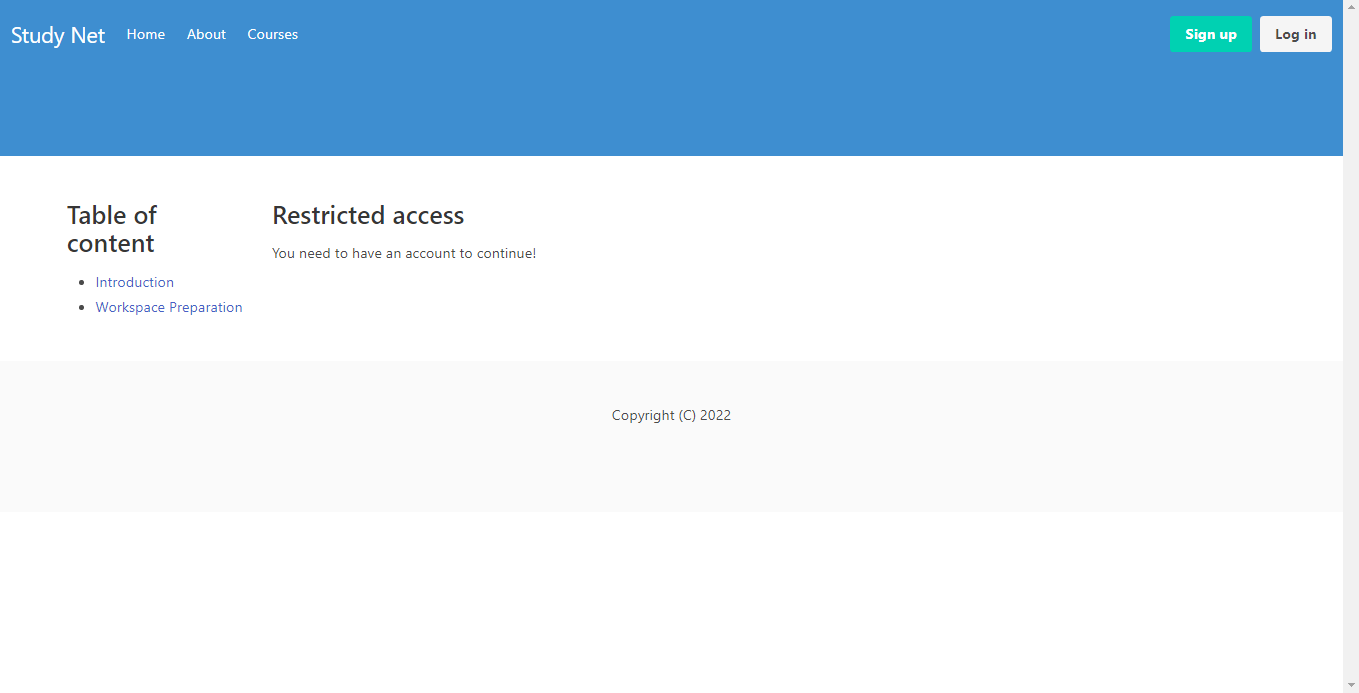 Study Net Home About Courses Sign up Log in
Table of
content
Introduction
Workspace Preparation
Restricted access
You need to have an account to continue!
Copyright (C) 2022